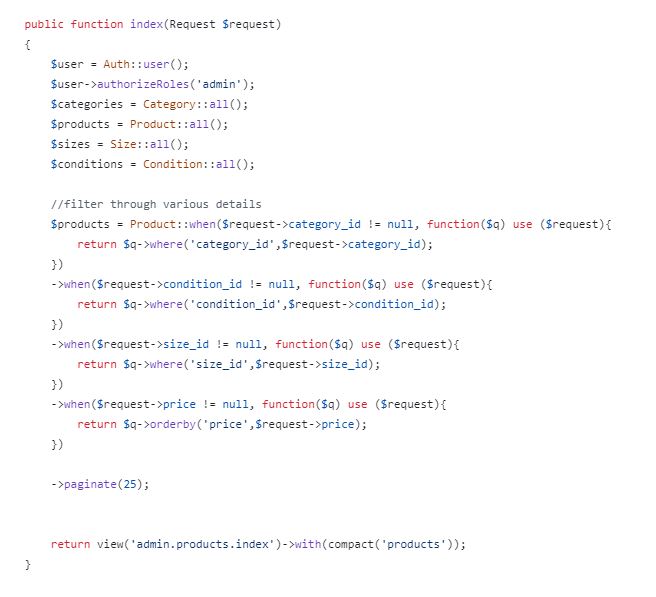 public function index(Request $request)
{
    $user = Auth::user();
    $user->authorizeRoles('admin');
    $categories = Category::all();
    $products = Product::all();
    $sizes = Size::all();
    $conditions = Condition::all();

    //filter through various details
    $products = Product::when($request->category_id != null, function($q) use ($request){
        return $q->where('category_id',$request->category_id);
    })
    ->when($request->condition_id != null, function($q) use ($request){
        return $q->where('condition_id',$request->condition_id);
    })
    ->when($request->size_id != null, function($q) use ($request){
        return $q->where('size_id',$request->size_id);
    })
    ->when($request->price != null, function($q) use ($request){
        return $q->orderby('price',$request->price);
    })

    ->paginate(25);


    return view('admin.products.index')->with(compact('products'));
}